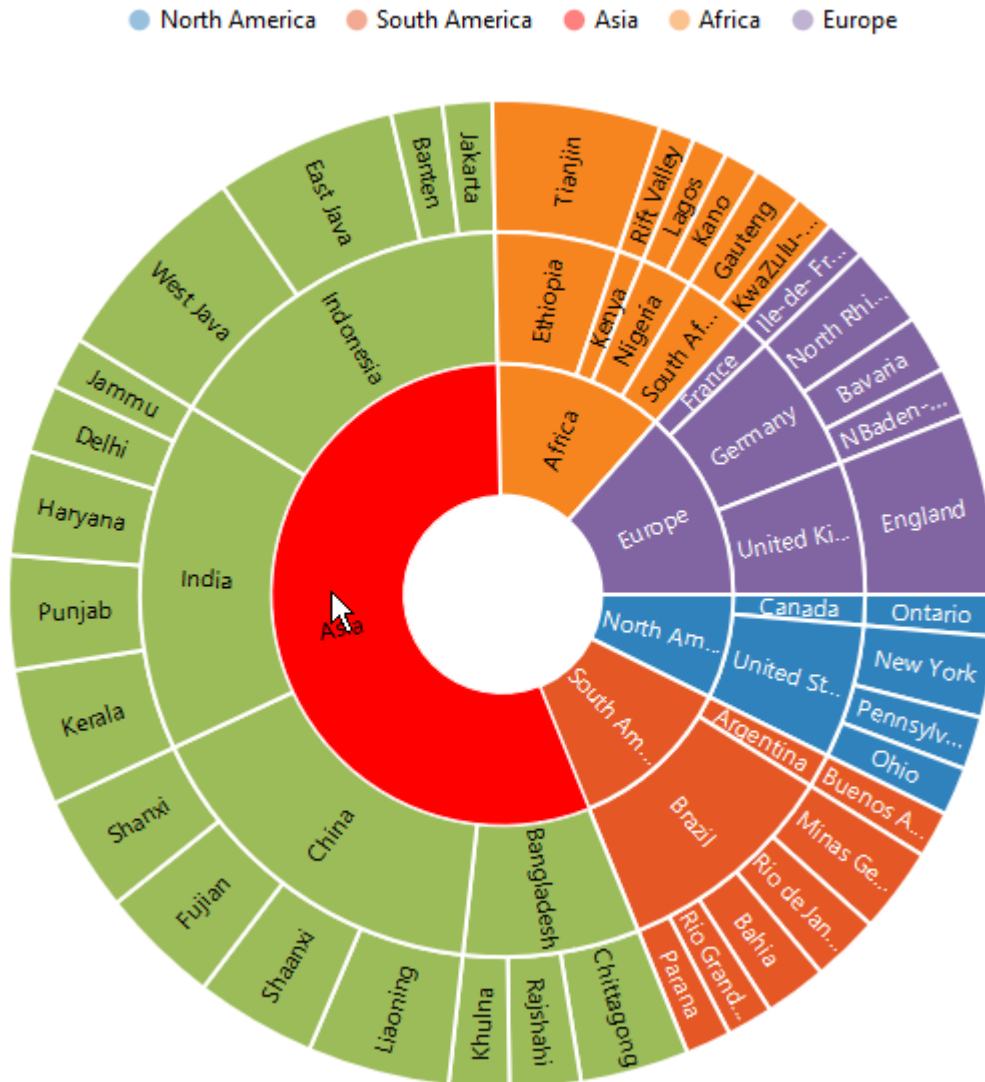 North America
South America
Asia
Africa
Europe
Jakarta
Banten
East Java
West Java
Jammu
Delhi
Haryana
Punjab
Kerala
Shanxi
Fujian
Shaanxi
Liaoning
Khulna
Rajshahi
Chittagong
Indonesia
India
China
Bangladesh
Asia
Tianjin
Rift Valley
Lagos
Kano
Gauteng
KwaZulu-...
Ethiopia
Kenya
Nigeria
South Af...
Africa
Ile-de- Fr...
North Rhi...
Bavaria
NBaden-...
England
France
Germany
United Ki...
Europe
North Am...
Canada
United St...
Ontario
New York
Pennsylv...
Ohio
South Am...
Argentina
Brazil
Buenos A...
Minas Ge...
Rio de Jan...
Bahia
Rio Grand...
Parana